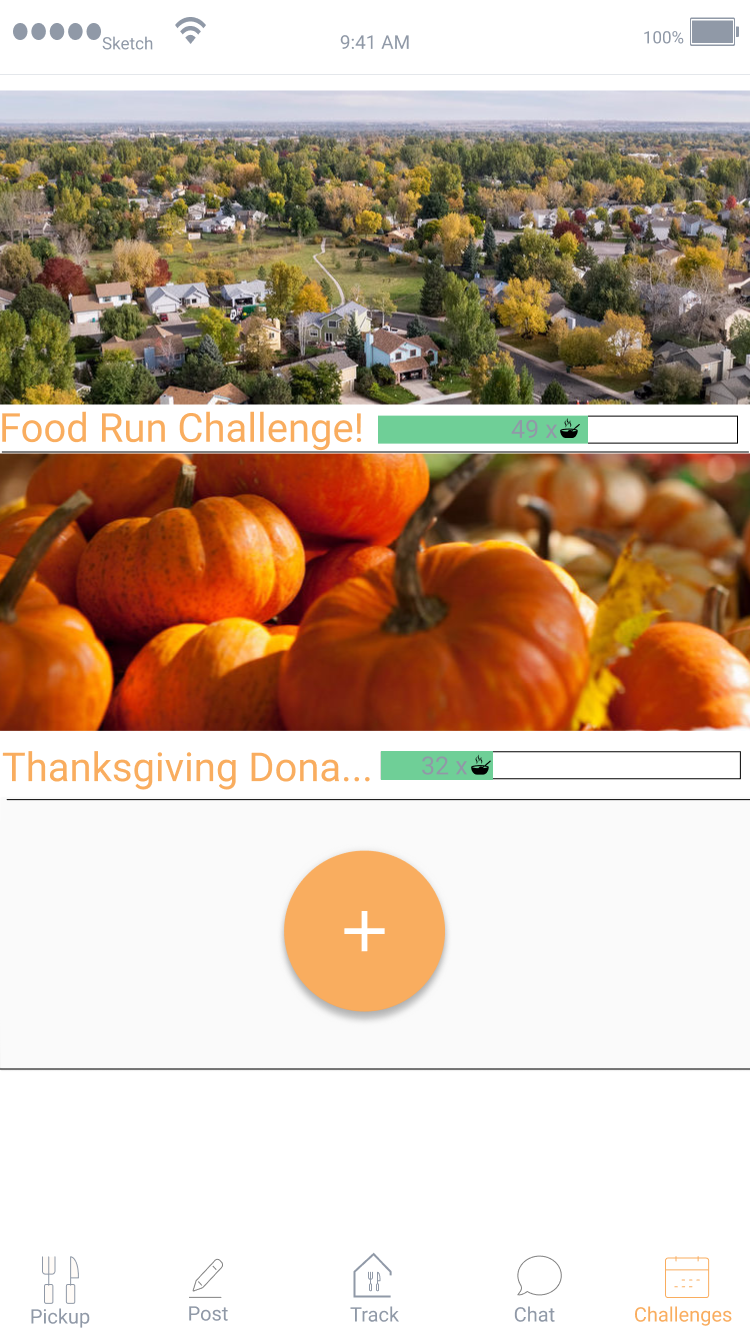 Sketch
9:41 AM
100%
Food Run Challenge!
49 x
Thanksgiving Dona...
32 x
+
Pickup
Post
Track
Chat
Challenges